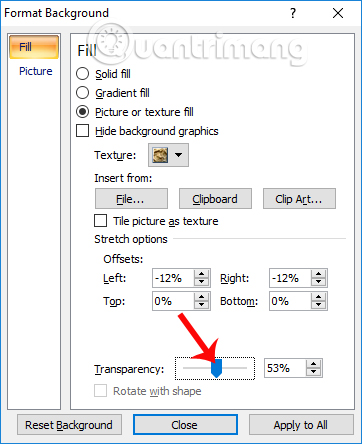 Format Background
Quantrimang
Fill
Fill
Picture
Solid fill
Gradient fill
Picture or texture fill
Hide background graphics
Texture:
Insert from:
File... Clipboard Clip Art...
Tile picture as texture
Stretch options
Offsets:
Left: -12% Right: -12%
Top: 0% Bottom: 0%
Transparency: 53%
Rotate with shape
Reset Background Close Apply to All